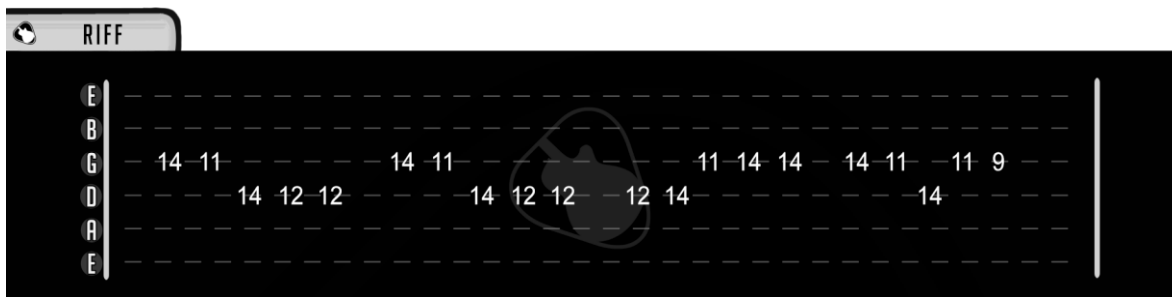 RIFF
E — — — — — — — — — — — — — — — — — — — — — — — — — — — — — — — —
B — — — — — — — — — — — — — — — — — — — — — — — — — — — — — — — —
G — 14 11 — — — — 14 11 — — — — — — — 11 14 14 — 14 11 — 11 9 — —
D — — — — 14 12 12 — — — — 14 12 12 — — 12 14 — — — — — — — — 14 — — — —
A — — — — — — — — — — — — — — — — — — — — — — — — — — — — — — — —
E — — — — — — — — — — — — — — — — — — — — — — — — — — — — — — — —